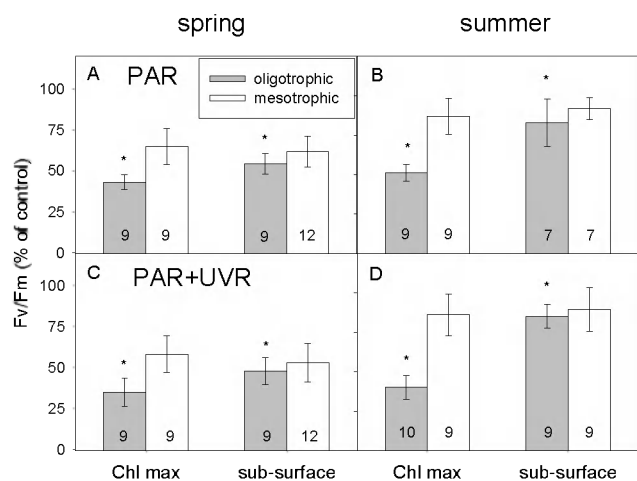 spring
summer
A PAR
oligotrophic
mesotrophic
B
Fv/Fm (% of control)
100
75
50
25
0
*
*
*
*
9
9
9
12
9
9
7
7
C PAR+UVR
D
75
50
25
0
*
*
*
*
9
9
9
12
10
9
9
9
Chl max
sub-surface
Chl max
sub-surface